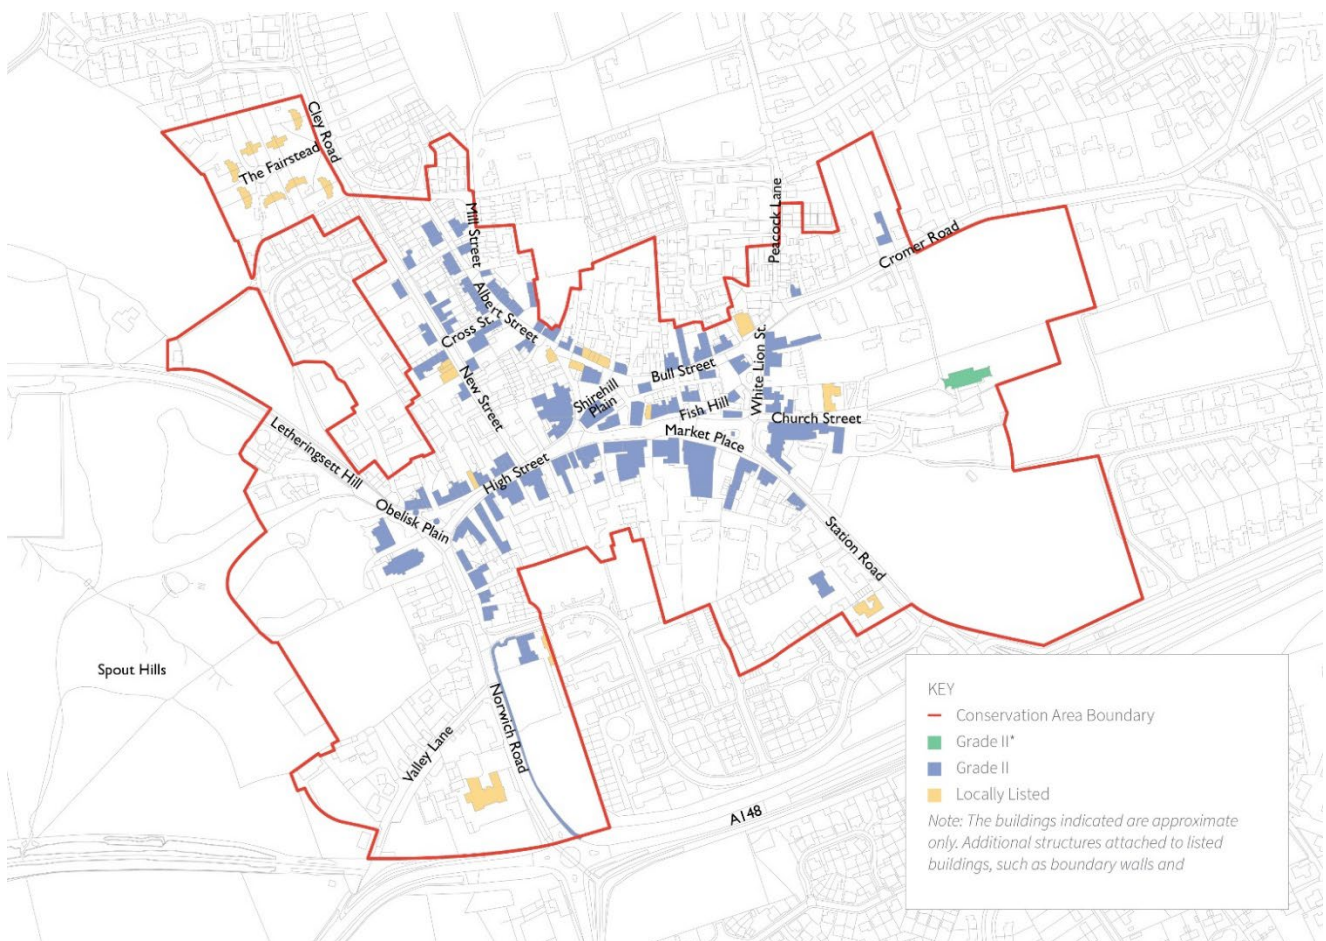 Cley Road
The Fairstead
Mill Street
Peacock Lane
Cromer Road
Albert Street
Cross St.
New Street
Shirehill
Plain
Bull Street
White Lion St.
Fish Hill
Church Street
Market Place
High Street
Letheringsett Hill
Obelisk Plain
Station Road
Spout Hills
Valley Lane
Norwich Road
A148
KEY
Conservation Area Boundary
Grade II*
Grade II
Locally Listed
Note: The buildings indicated are approximate
only. Additional structures attached to listed
buildings, such as boundary walls and